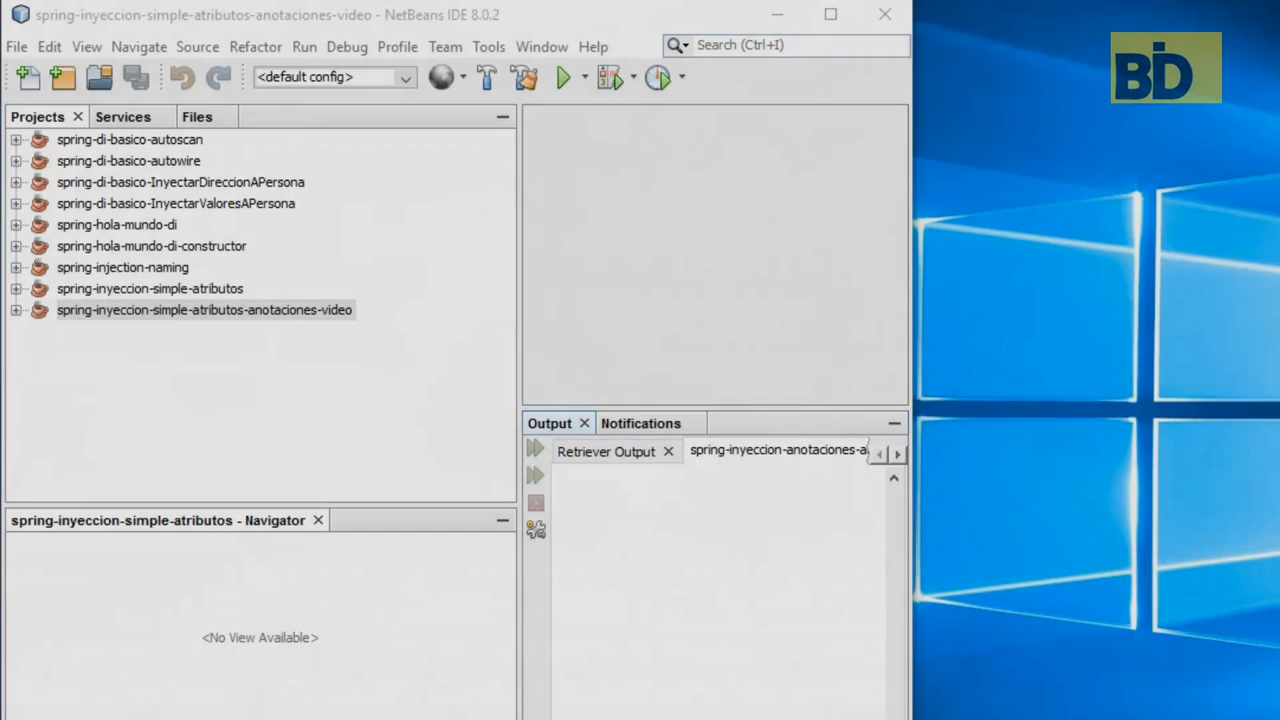 spring-inyeccion-simple-atributos-anotaciones-video - NetBeans IDE 8.0.2
File Edit View Navigate Source Refactor Run Debug Profile Team Tools Window Help
Search (Ctrl+I)
<default config>
BID
Projects Services Files
spring-di-basico-autoscan
spring-di-basico-autowire
spring-di-basico-InyectarDireccionAPersona
spring-di-basico-InyectarValoresAPersona
spring-hola-mundo-di
spring-hola-mundo-di-constructor
spring-injection-naming
spring-inyeccion-simple-atributos
spring-inyeccion-simple-atributos-anotaciones-video
Output Notifications
Retriever Output spring-inyeccion-anotaciones-a
spring-inyeccion-simple-atributos - Navigator
<No View Available>